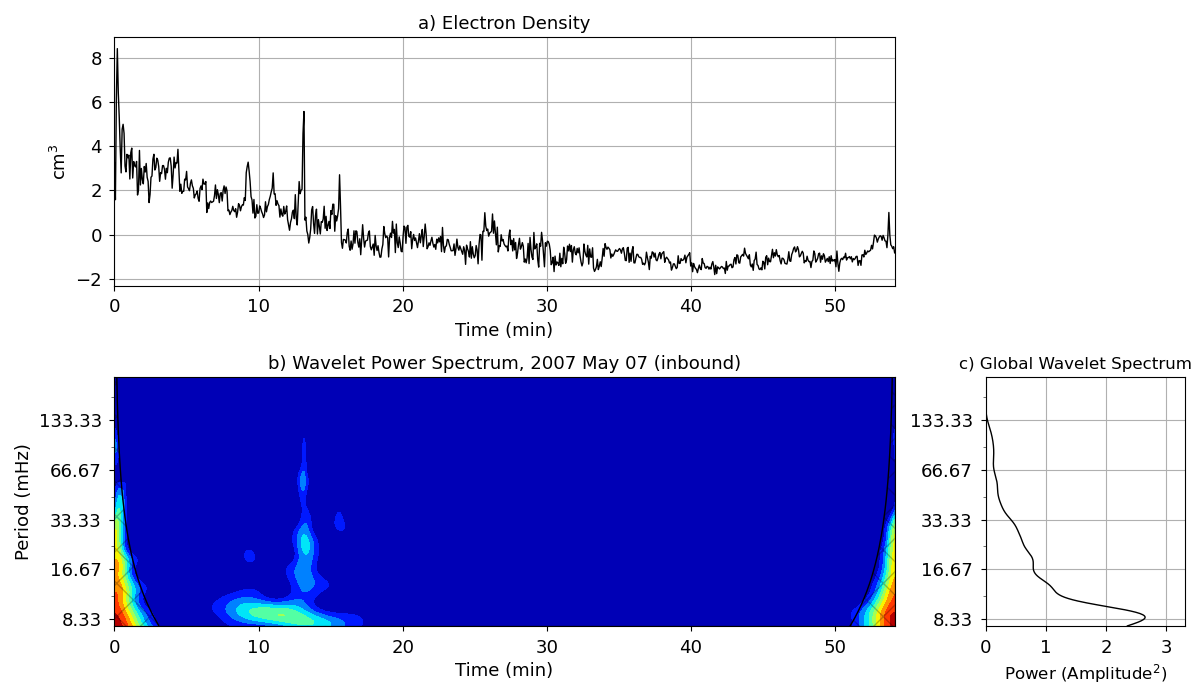 a) Electron Density
8
6
4
2
0
−2
cm³
0 10 20 30 40 50
Time (min)
b) Wavelet Power Spectrum, 2007 May 07 (inbound)
133.33
66.67
33.33
16.67
8.33
Period (mHz)
0 10 20 30 40 50
Time (min)
c) Global Wavelet Spectrum
133.33
66.67
33.33
16.67
8.33
0 1 2 3
Power (Amplitude²)